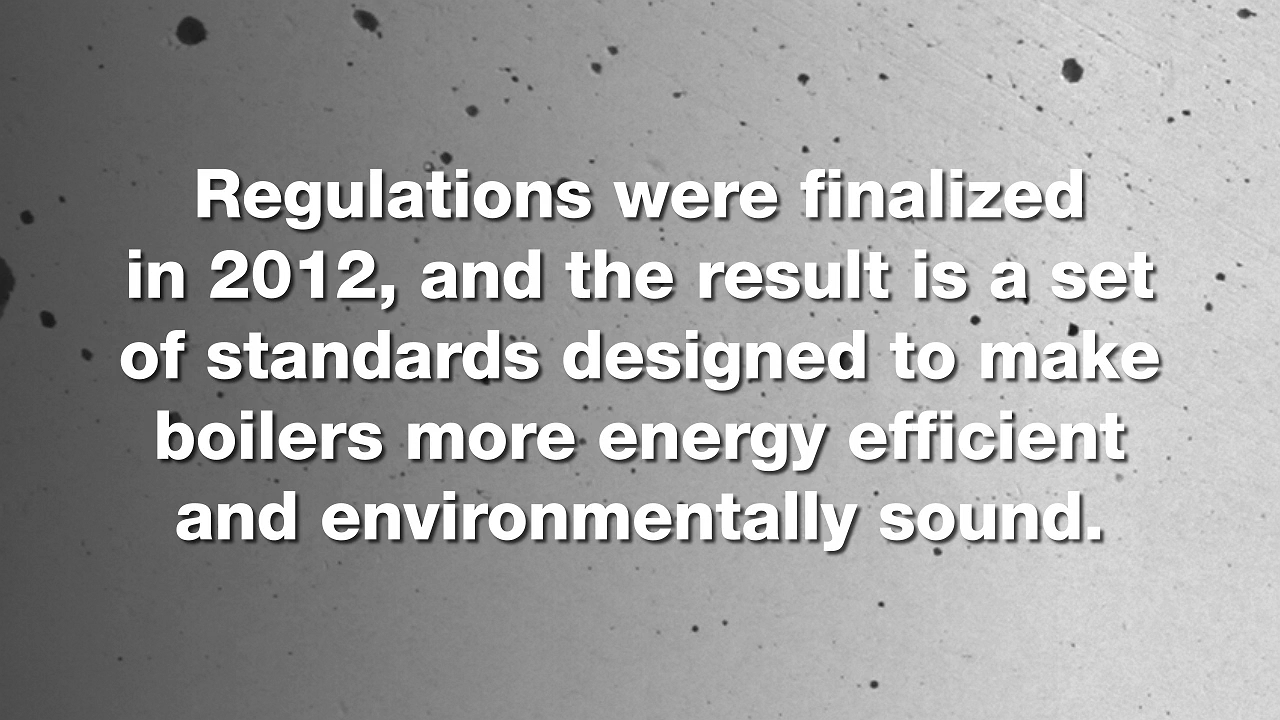 Regulations were finalized
in 2012, and the result is a set
of standards designed to make
boilers more energy efficient
and environmentally sound.